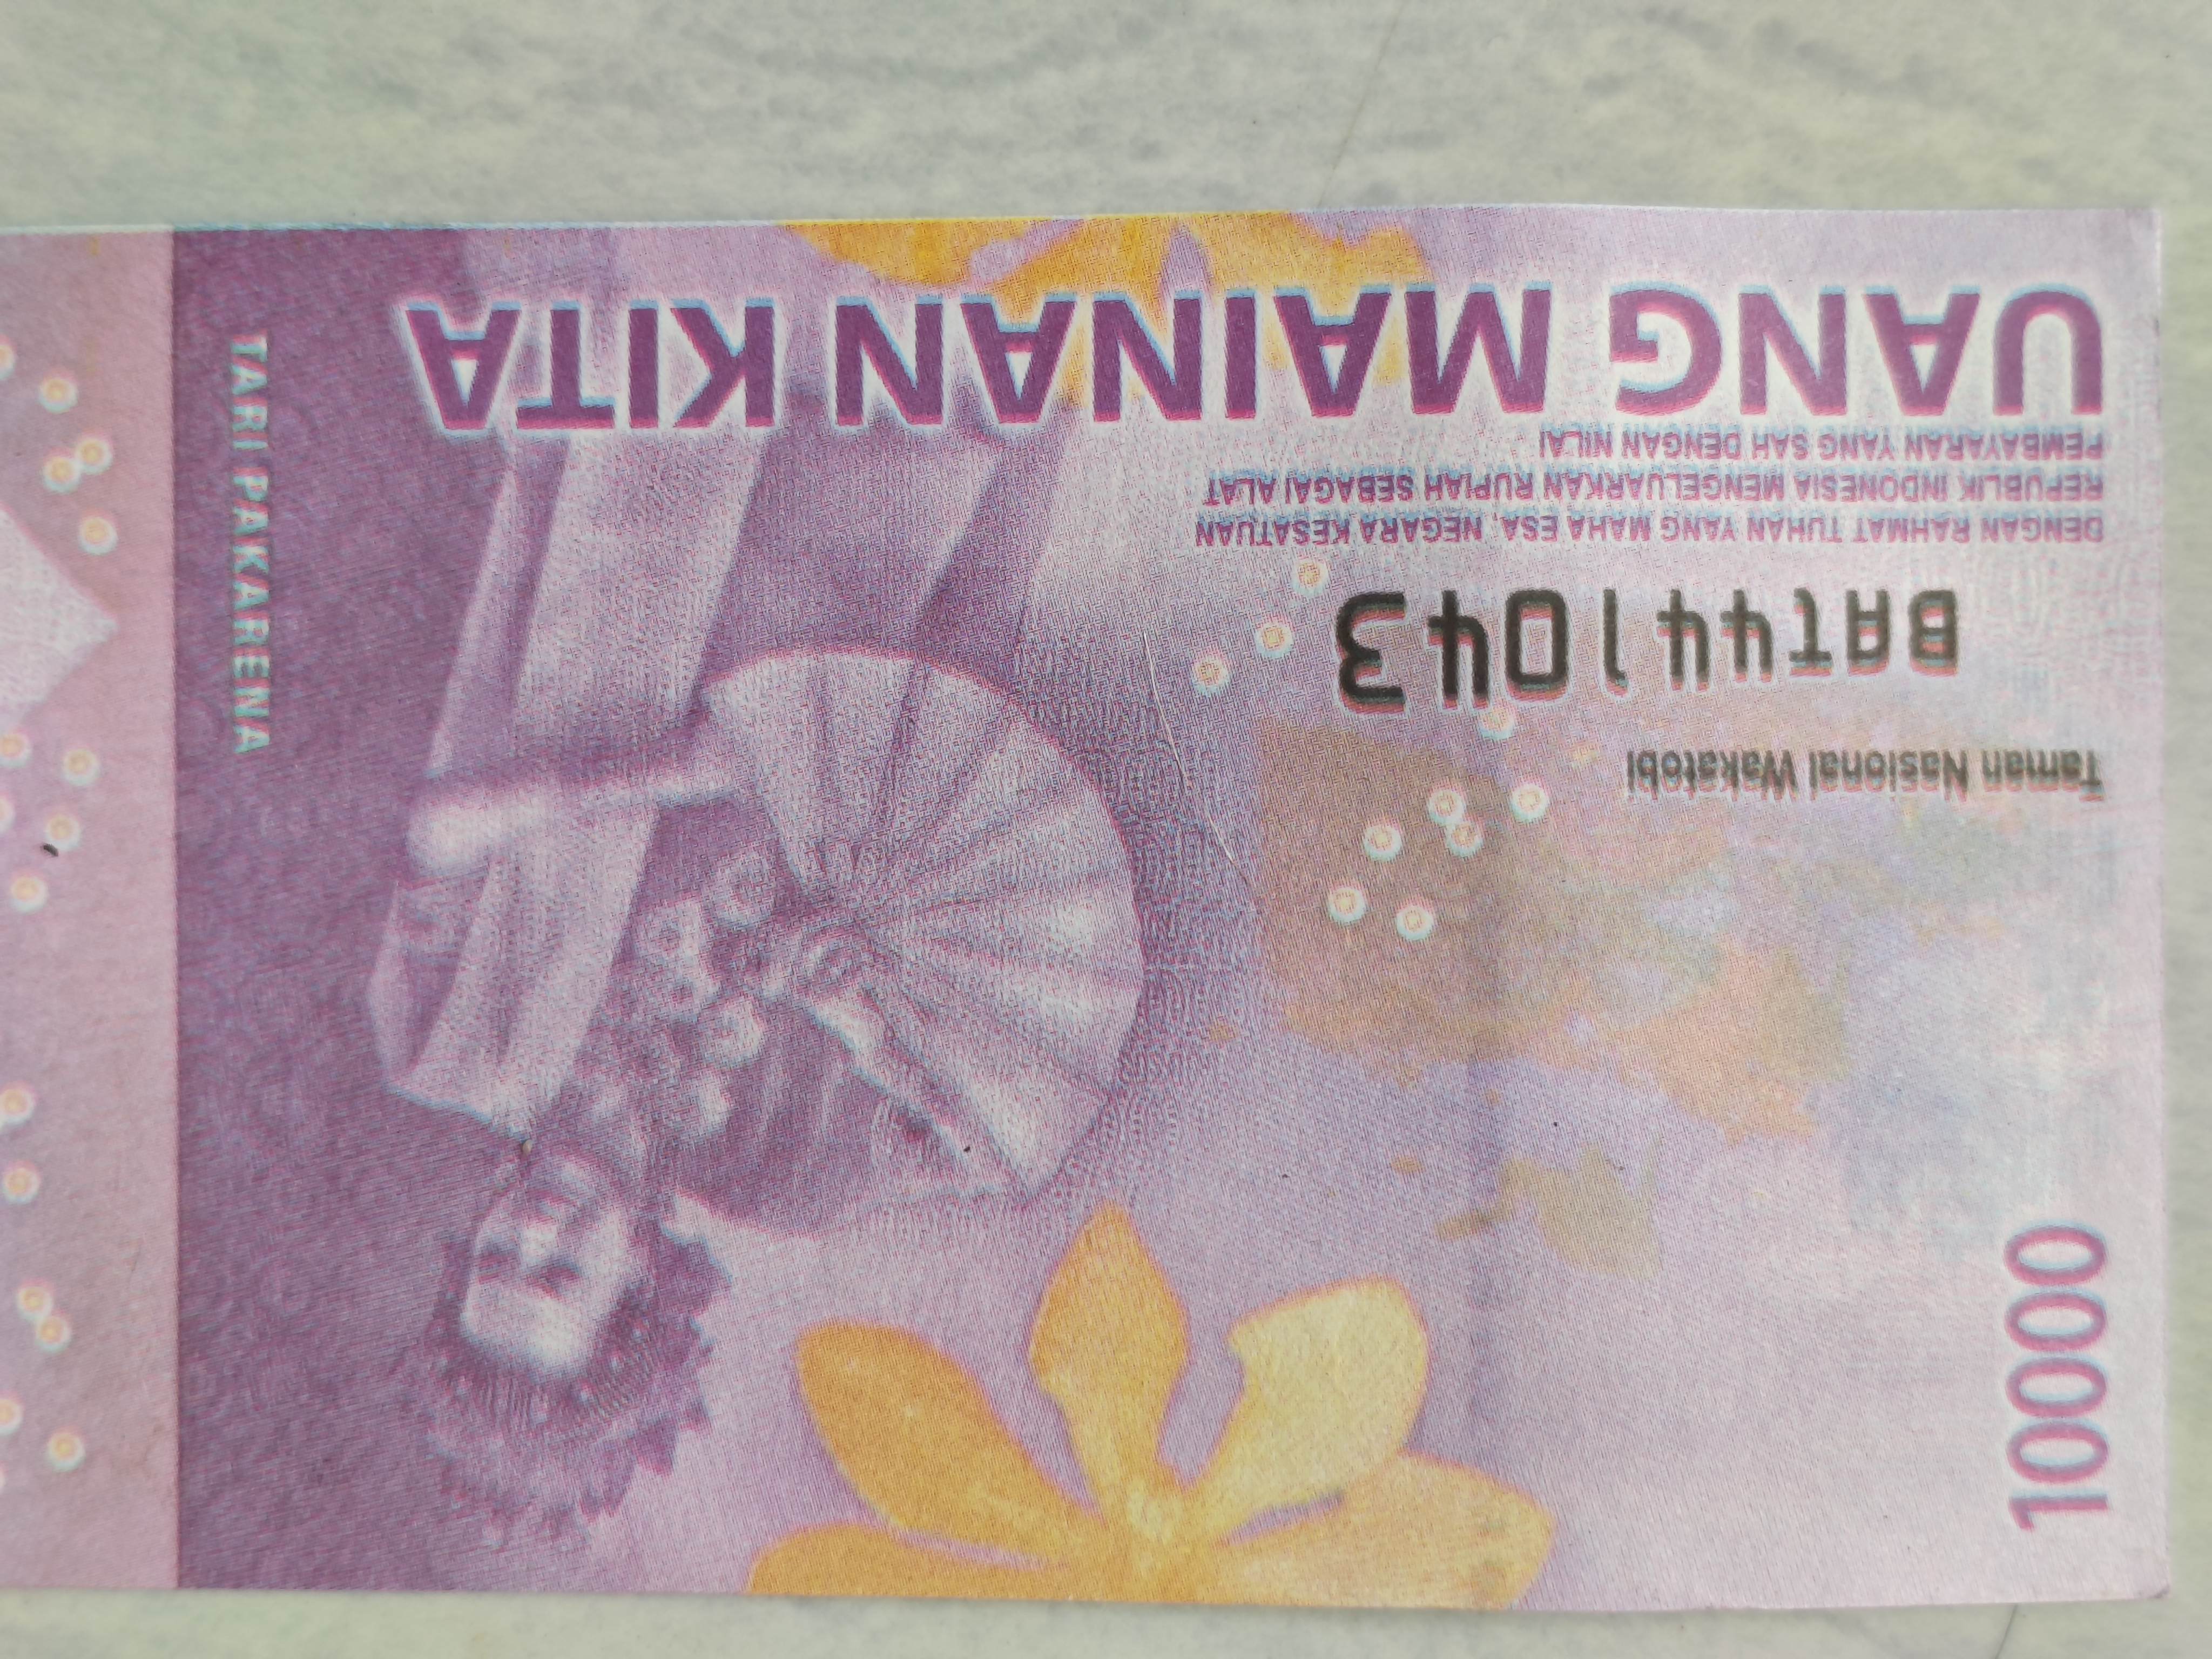 10000
Taman Nasional Wakatobi
BAT441043
DENGAN RAHMAT TUHAN YANG MAHA ESA, NEGARA KESATUAN
REPUBLIK INDONESIA MENGELUARKAN RUPIAH SEBAGAI ALAT
PEMBAYARAN YANG SAH DENGAN NILAI
UANG MAINAN KITA
TARI PAKARENA